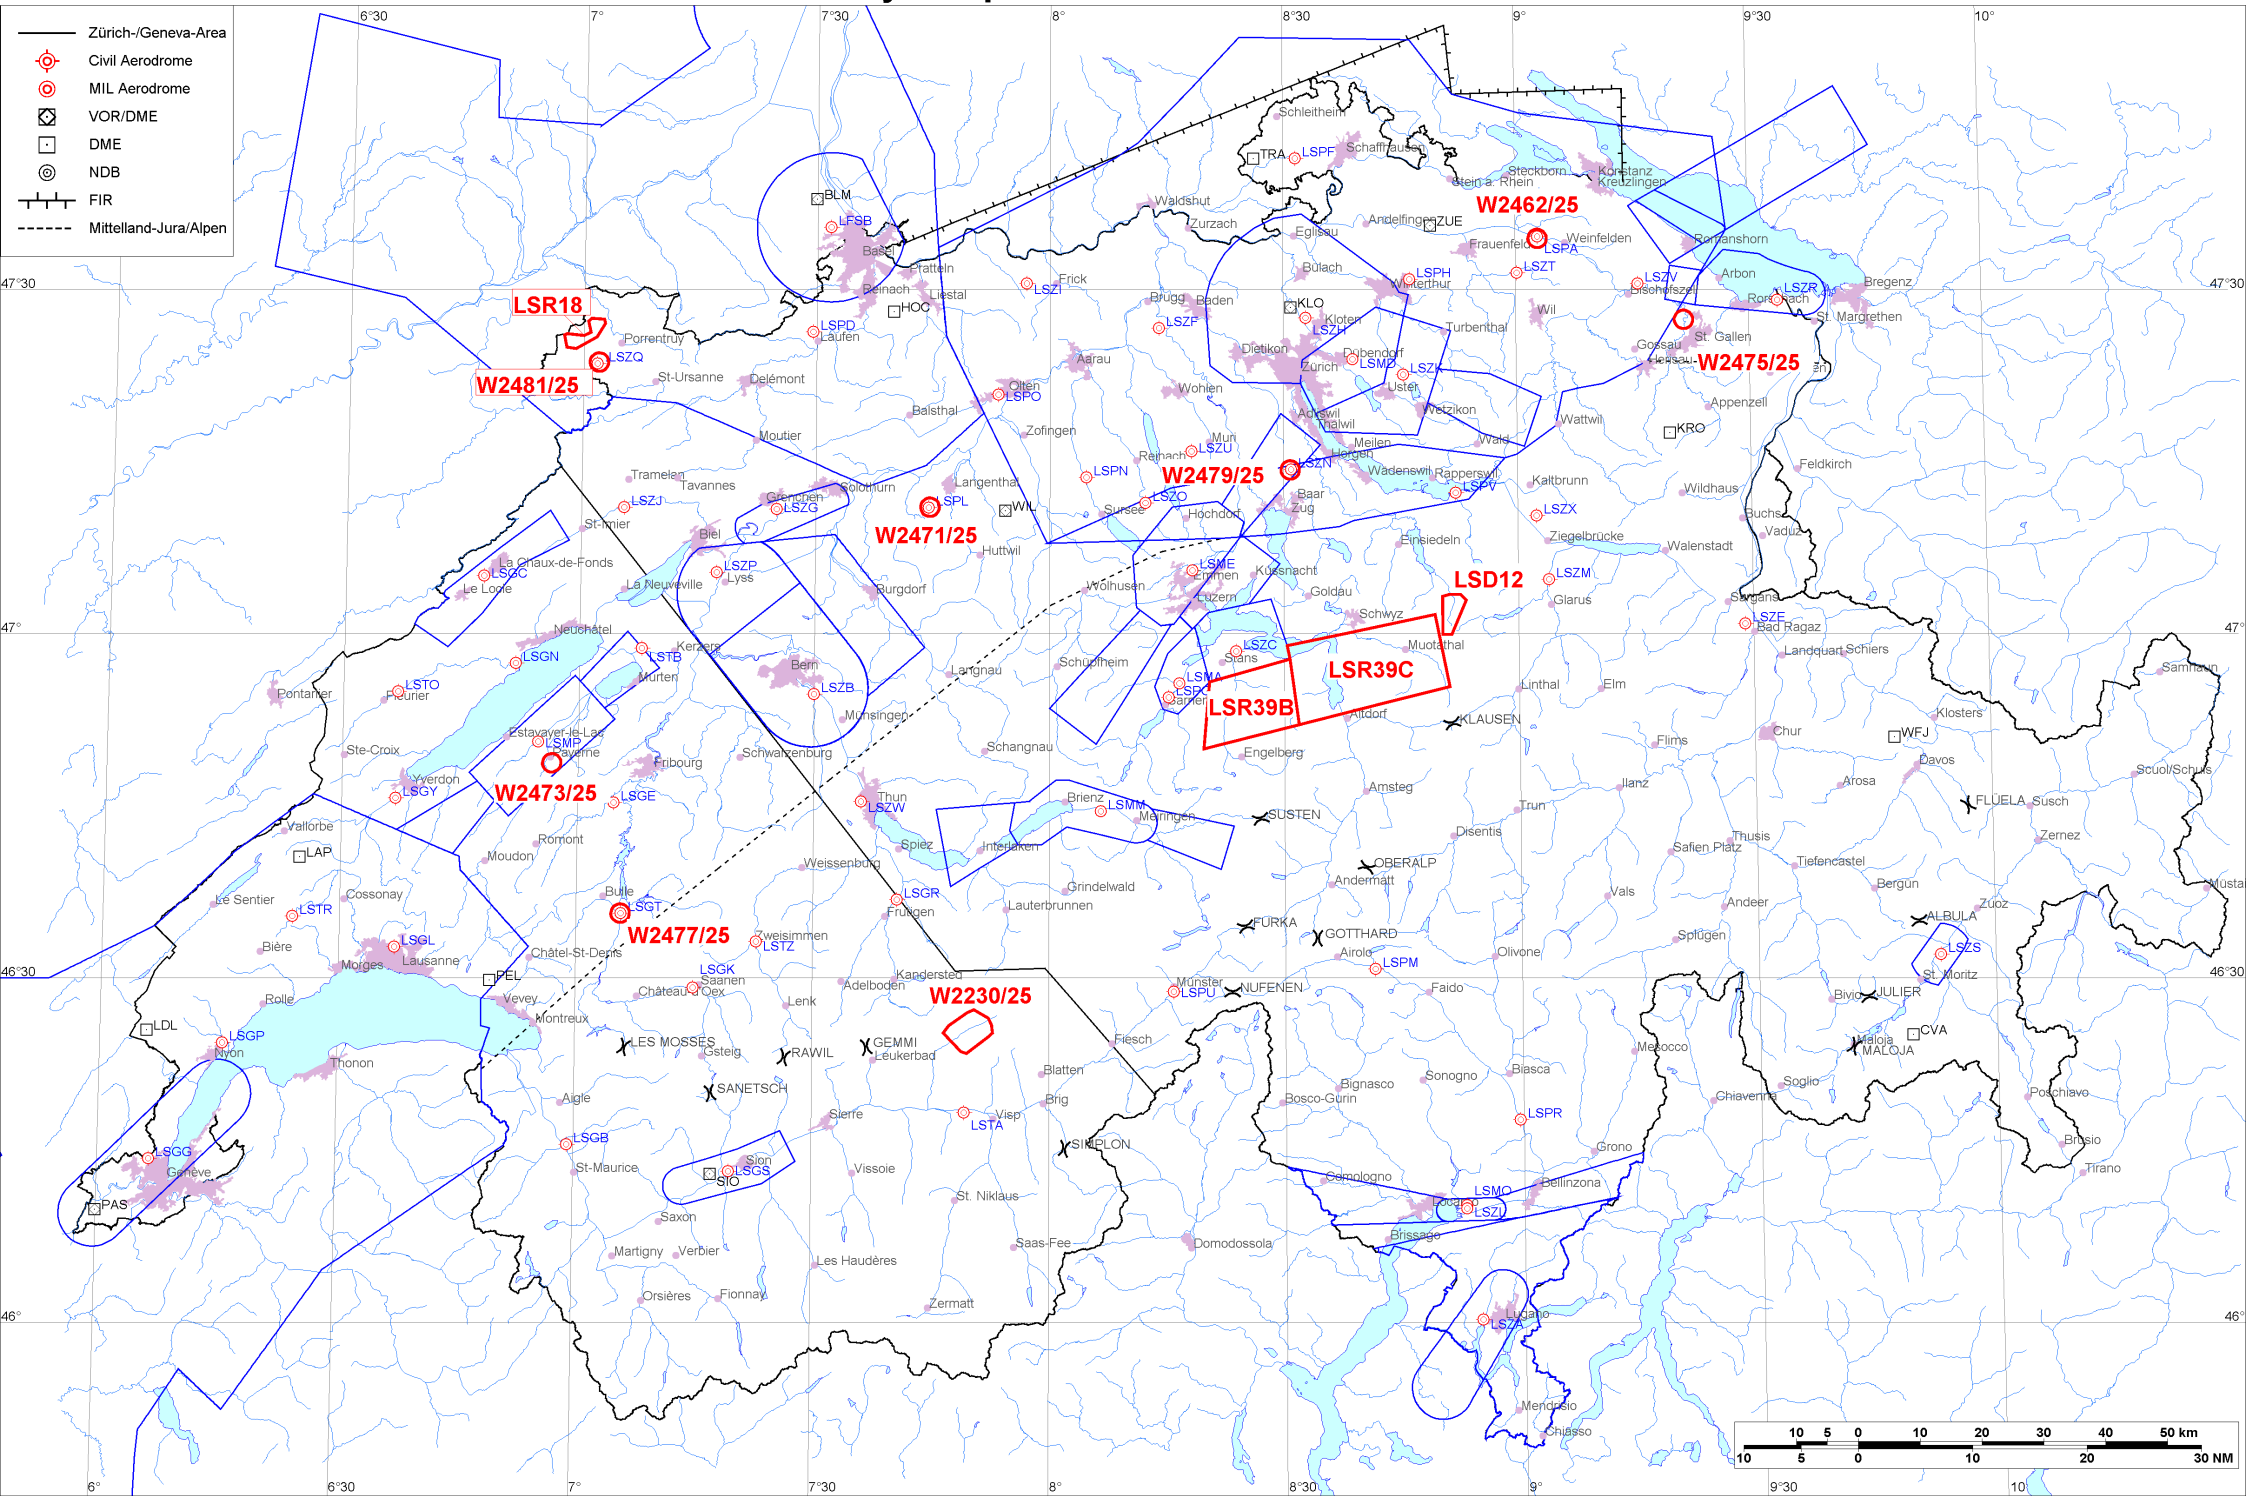 6°30
7°
7°30
8°
8°30
9°
9°30
10°
Zürich-/Geneva-Area
Civil Aerodrome
MIL Aerodrome
VOR/DME
DME
NDB
FIR
Mittelland-Jura/Alpen
Schleitheim
TRA
LSPF
Schaffhausen
Steckborn
Stein a. Rhein
Konstanz
Kreuzlingen
BLM
LFSB
Basel
Waldshut
Zurzach
Eglisau
Andelfingen
ZUE
W2462/25
Frauenfeld
LSPA
Weinfelden
Romanshorn
Pratteln
Reinach
Liestal
HOC
LSZI
Frick
Bülach
LSPH
Winterthur
LSZT
LSZV
Bischofszell
Arbon
LSZR
Rorschach
Bregenz
St. Margrethen
47°30
47°30
LSR18
Porrentruy
LSZQ
W2481/25
St-Ursanne
Delémont
LSPD
Laufen
Brugg
Baden
LSZF
KLO
Kloten
LSZH
Turbenthal
Wil
St. Gallen
Gossau
Herisau
W2475/25
Aarau
Dietikon
Zürich
Dübendorf
LSMD
LSZK
Uster
Wetzikon
Olten
LSPO
Balsthal
Wohlen
Appenzell
Wattwil
KRO
Moutier
Zofingen
Adliswil
Thalwil
Meilen
Wald
Horgen
Muri
LSZU
Reinach
Tramelan
Tavannes
LSZJ
St-Imier
Grenchen
Solothurn
LSZG
Langenthal
LSPL
W2471/25
WIL
LSPN
Sursee
LSZO
W2479/25
LSZN
Hochdorf
Baar
Zug
Wädenswil
Rapperswil
LSPV
Kaltbrunn
LSZX
Wildhaus
Feldkirch
Buchs
Vaduz
Biel
La Chaux-de-Fonds
LSGC
Le Locle
La Neuveville
LSZP
Lyss
Huttwil
Burgdorf
Wolhusen
LSME
Emmen
Luzern
Küssnacht
Goldau
Einsiedeln
Ziegelbrücke
Walenstadt
LSZM
Glarus
LSD12
Sargans
LSZE
Bad Ragaz
47°
47°
Neuchâtel
LSGN
LSTB
Kerzers
Murten
Bern
LSZB
Langnau
Schüpfheim
LSZC
Stans
LSMA
LSPG
Sarnen
Schwyz
Muotathal
LSR39C
LSR39B
Altdorf
Linthal
Elm
Landquart
Schiers
Samnaun
Klosters
Pontarlier
LSTO
Fleurier
Ste-Croix
Estavayer-le-Lac
LSMP
Payerne
W2473/25
Münsingen
Schwarzenburg
Schangnau
Engelberg
KLAUSEN
Flims
Chur
WFJ
Davos
Arosa
Scuol/Schuls
Yverdon
LSGY
Fribourg
LSGE
Thun
LSZW
Brienz
LSMM
Meiringen
SUSTEN
Amsteg
Ilanz
Trun
FLÜELA
Susch
Zernez
Vallorbe
LAP
Romont
Moudon
Weissenburg
Spiez
Interlaken
Disentis
Safien Platz
Thusis
Tiefencastel
OBERALP
Andermatt
Vals
Bergun
Müstair
Le Sentier
Cossonay
LSTR
Bulle
LSGT
W2477/25
LSGR
Frutigen
Grindelwald
Lauterbrunnen
FURKA
GOTTHARD
Andeer
Splugen
Zuoz
ALBULA
LSZS
St. Moritz
Bière
LSGL
Lausanne
Morges
Châtel-St-Denis
PEL
Zweisimmen
LSTZ
LSGK
Saanen
Château-d'Oex
Lenk
Adelboden
Kandersteg
W2230/25
Münster
LSPU
NUFENEN
Airolo
LSPM
Olivone
Faido
Bivio
JULIER
46°30
46°30
Rolle
Vevey
Montreux
LDL
LSGP
Nyon
Thonon
LES MOSSES
Gsteig
RAWIL
GEMMI
Leukerbad
Fiesch
Mesocco
Maloja
MALOJA
CVA
SANETSCH
Blatten
Brig
Bignasco
Sonogno
Biasca
Bosco-Gurin
Soglio
Chiavenna
Poschiavo
Aigle
LSGB
Sierre
LSTA
Visp
SIMPLON
LSPR
Grono
Brusio
Tirano
LSGG
Genève
PAS
St-Maurice
Sion
LSGS
SIO
Vissoie
St. Niklaus
Comologno
LSMO
Locarno
LSZL
Bellinzona
Saxon
Martigny
Verbier
Les Haudères
Saas-Fee
Domodossola
Brissago
Orsières
Fionnay
Zermatt
46°
46°
Lugano
LSZA
Mendrisio
Chiasso
10 5 0 10 20 30 40 50 km
10 5 0 10 20 30 NM
6°
6°30
7°
7°30
8°
8°30
9°
9°30
10